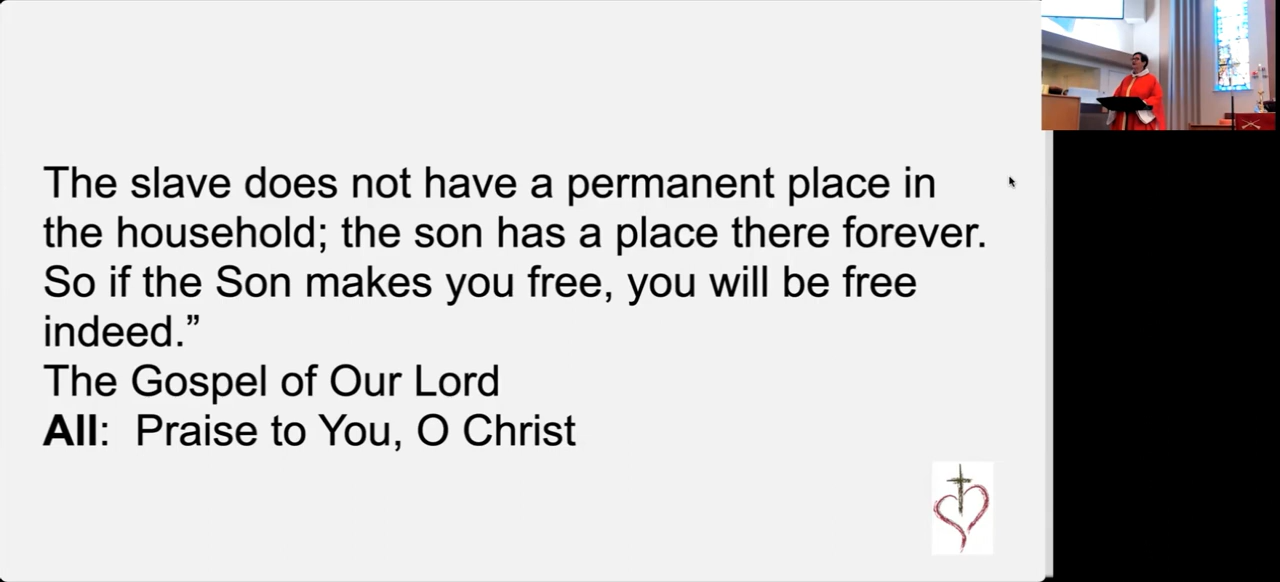 The slave does not have a permanent place in
the household; the son has a place there forever.
So if the Son makes you free, you will be free
indeed.”
The Gospel of Our Lord
All:  Praise to You, O Christ